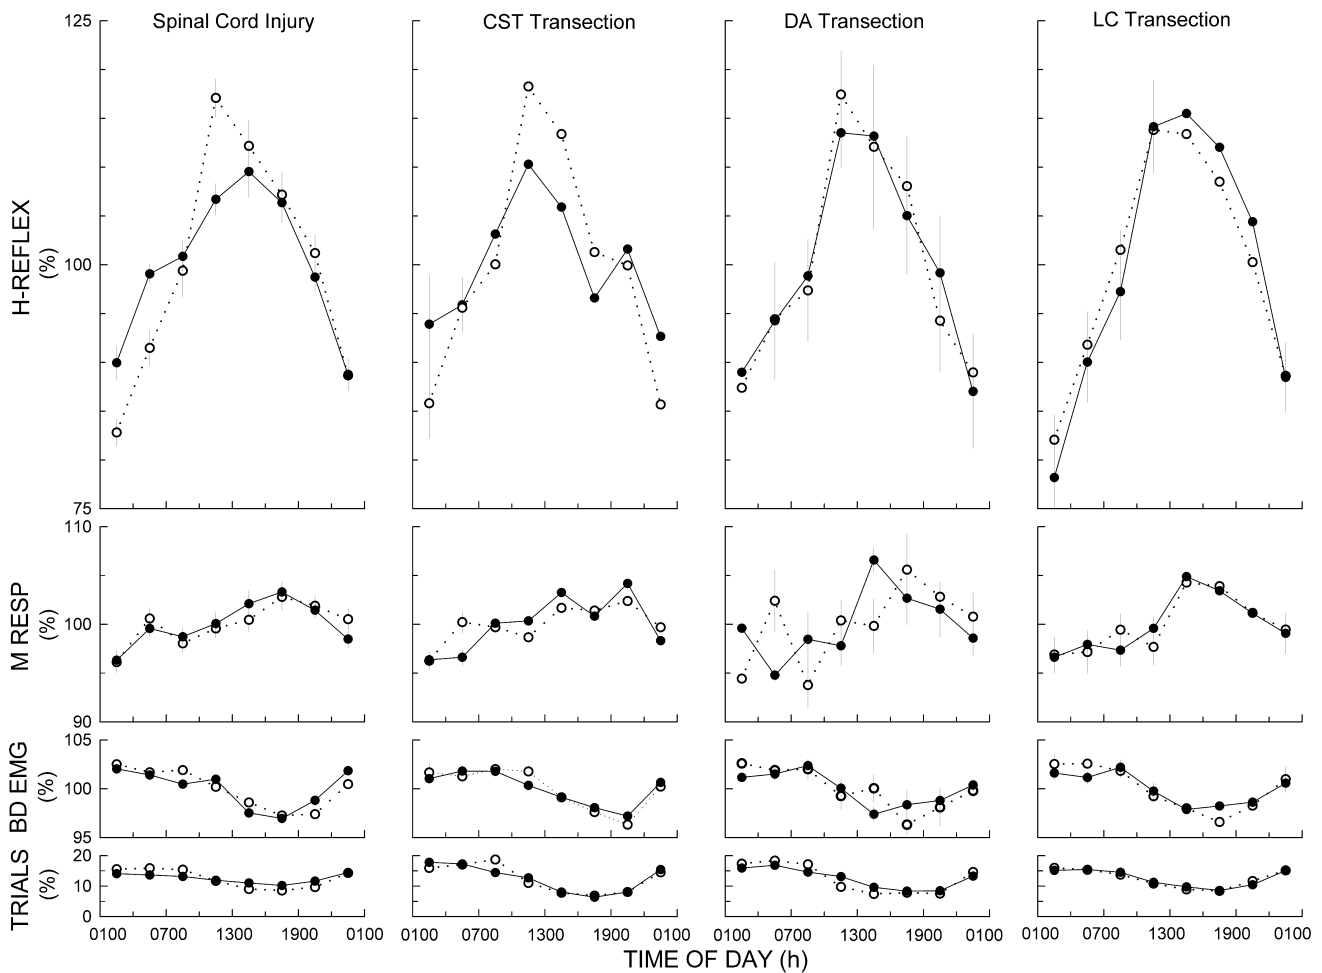 Spinal Cord Injury
CST Transection
DA Transection
LC Transection
125
100
75
H-REFLEX
(%)
110
100
90
M RESP
(%)
105
100
95
BD EMG
(%)
20
10
0
TRIALS
(%)
0100 0700 1300 1900 0100
0100 0700 1300 1900 0100
0100 0700 1300 1900 0100
0100 0700 1300 1900 0100
TIME OF DAY (h)